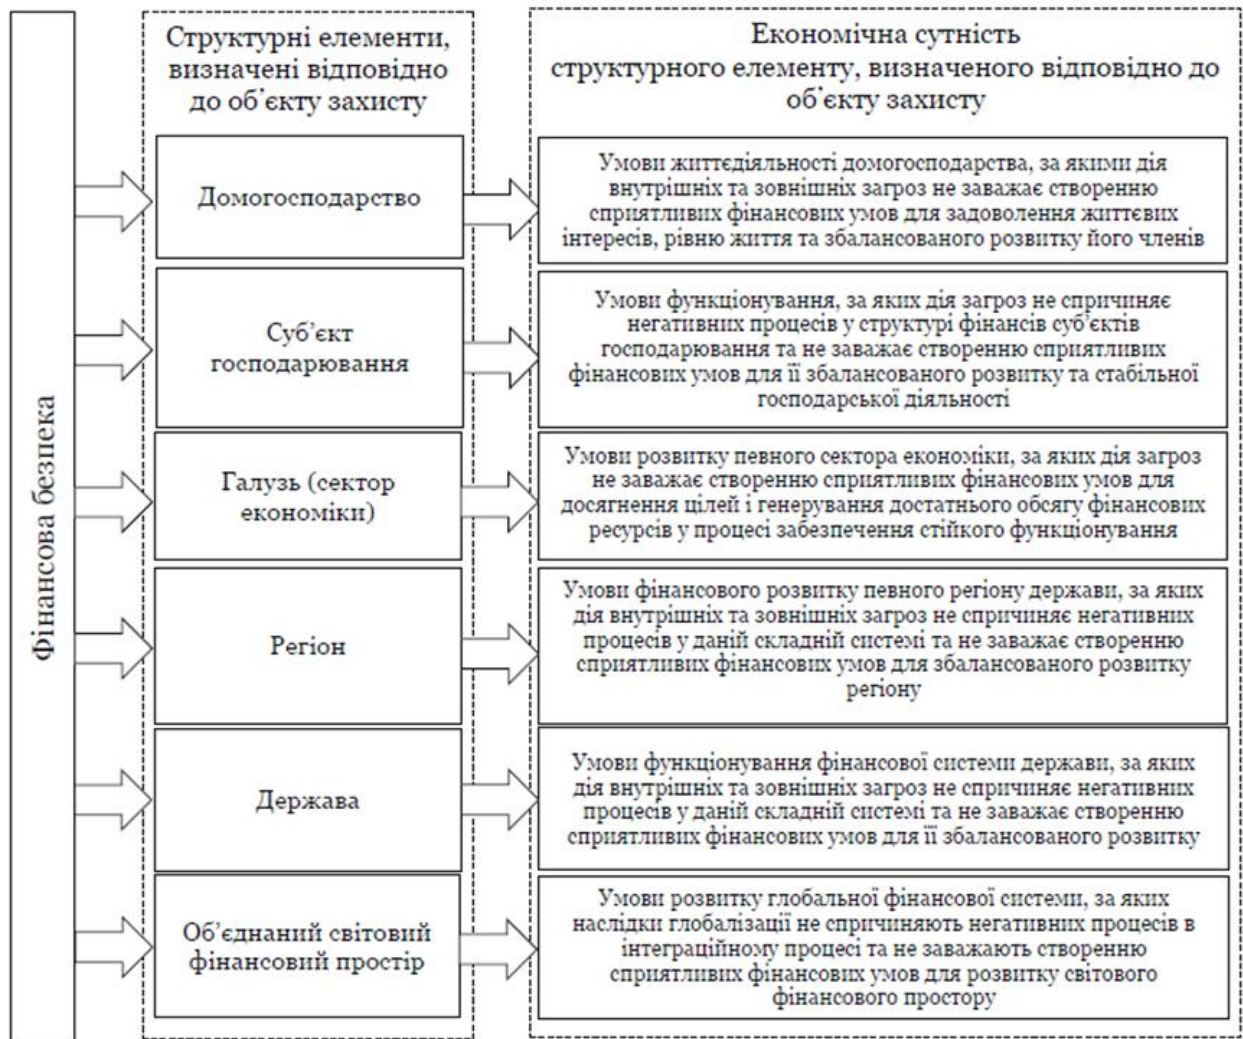 Фінансова безпека
Структурні елементи,
визначені відповідно
до об’єкту захисту
Економічна сутність
структурного елементу, визначеного відповідно до
об’єкту захисту
Домогосподарство
Умови життєдіяльності домогосподарства, за якими дія
внутрішніх та зовнішніх загроз не заважає створенню
сприятливих фінансових умов для задоволення життєвих
інтересів, рівню життя та збалансованого розвитку його членів
Суб’єкт
господарювання
Умови функціонування, за яких дія загроз не спричиняє
негативних процесів у структурі фінансів суб’єктів
господарювання та не заважає створенню сприятливих
фінансових умов для її збалансованого розвитку та стабільної
господарської діяльності
Галузь (сектор
економіки)
Умови розвитку певного сектора економіки, за яких дія загроз
не заважає створенню сприятливих фінансових умов для
досягнення цілей і генерування достатнього обсягу фінансових
ресурсів у процесі забезпечення стійкого функціонування
Регіон
Умови фінансового розвитку певного регіону держави, за яких
дія внутрішніх та зовнішніх загроз не спричиняє негативних
процесів у даній складній системі та не заважає створенню
сприятливих фінансових умов для збалансованого розвитку
регіону
Держава
Умови функціонування фінансової системи держави, за яких
дія внутрішніх та зовнішніх загроз не спричиняє негативних
процесів у даній складній системі та не заважає створенню
сприятливих фінансових умов для її збалансованого розвитку
Об’єднаний світовий
фінансовий простір
Умови розвитку глобальної фінансової системи, за яких
наслідки глобалізації не спричиняють негативних процесів в
інтеграційному процесі та не заважають створенню
сприятливих фінансових умов для розвитку світового
фінансового простору